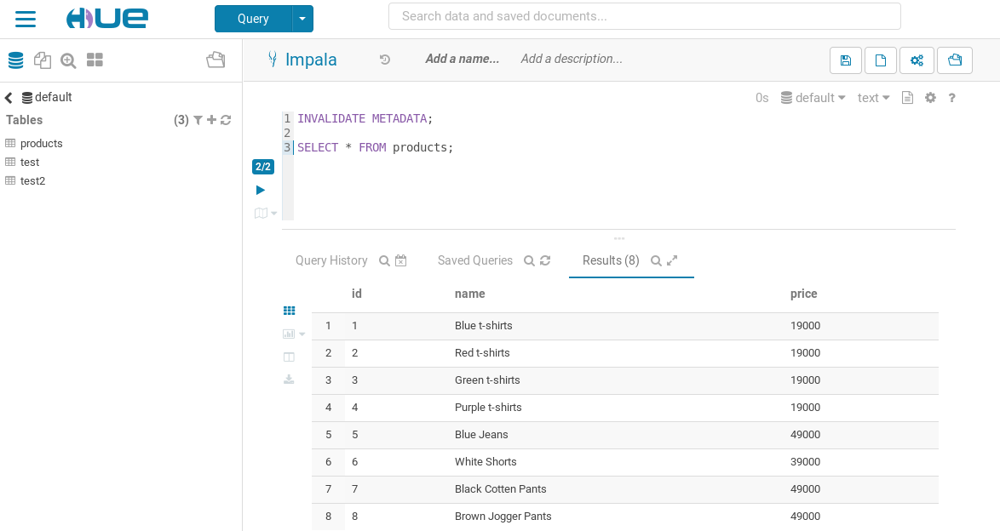 HUE Query Search data and saved documents...
Impala Add a name... Add a description...
default
0s default text ?
Tables (3)
products
test
test2
1 INVALIDATE METADATA;
2
3 SELECT * FROM products;
2/2
Query History Saved Queries Results (8)
id name price
1 1 Blue t-shirts 19000
2 2 Red t-shirts 19000
3 3 Green t-shirts 19000
4 4 Purple t-shirts 19000
5 5 Blue Jeans 49000
6 6 White Shorts 39000
7 7 Black Cotten Pants 49000
8 8 Brown Jogger Pants 49000